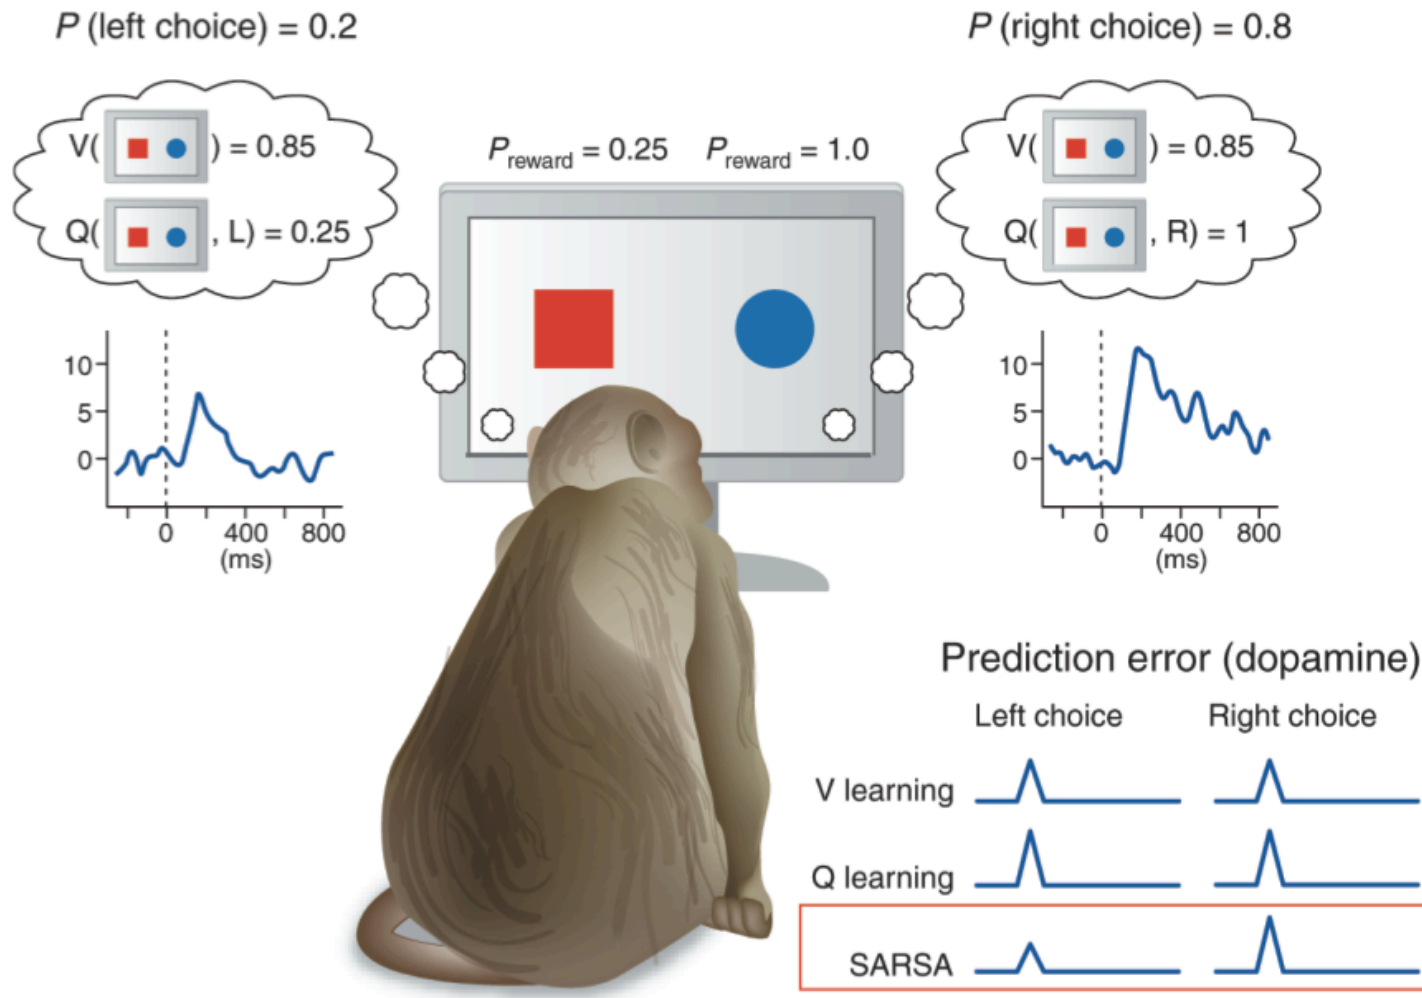 P (left choice) = 0.2
P (right choice) = 0.8
V( ) = 0.85
Q( , L) = 0.25
P reward = 0.25 P reward = 1.0
V( ) = 0.85
Q( , R) = 1
10
5
0
0 400 800
(ms)
10
5
0
0 400 800
(ms)
Prediction error (dopamine)
Left choice Right choice
V learning
Q learning
SARSA